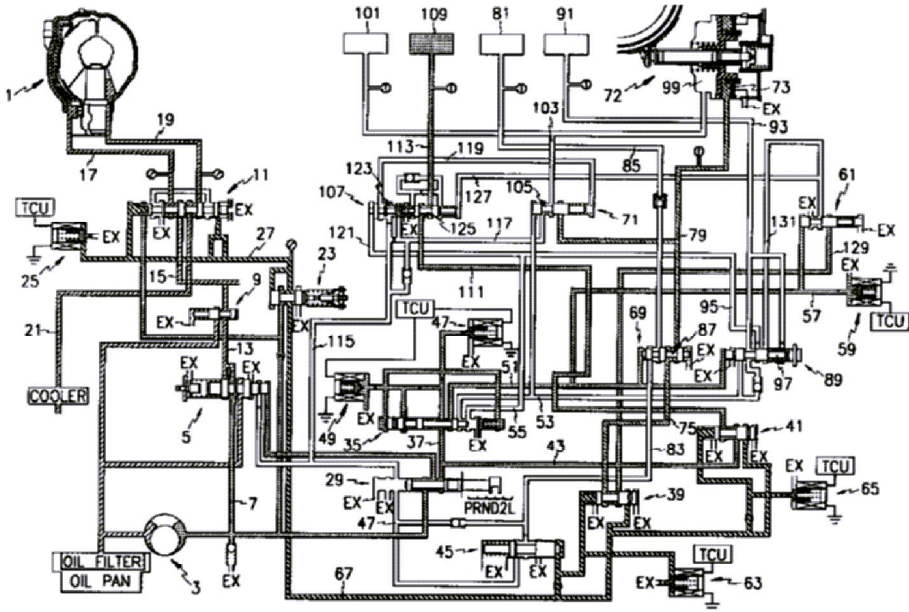 101 109 81 91
1
72 99 73
EX
103
19
113 119
93
17
123
85
11
107 105
127
61
TCU
EX
125
71
131
EX
27
117
79
129
25
121
EX
15
23
9
111
EX
57
TCU
59
95
TCU
47
69 87
21
EX
EX
13
115
EX
51
EX
EX
97
89
COOLER
EX
EX
EX
5
49
35
37
55
53
75
83
41
43
EX
EX
TCU
29
7
EX
EX
PRND2L
39
65
47
EX
EX
45
OIL FILTER
OIL PAN
3
EX
67
EX
EX
TCU
EX
63